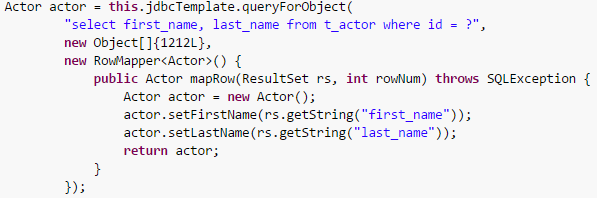 Actor actor = this.jdbcTemplate.queryForObject(
"select first_name, last_name from t_actor where id = ?",
new Object[]{1212L},
new RowMapper<Actor>() {
public Actor mapRow(ResultSet rs, int rowNum) throws SQLException {
Actor actor = new Actor();
actor.setFirstName(rs.getString("first_name"));
actor.setLastName(rs.getString("last_name"));
return actor;
}
});